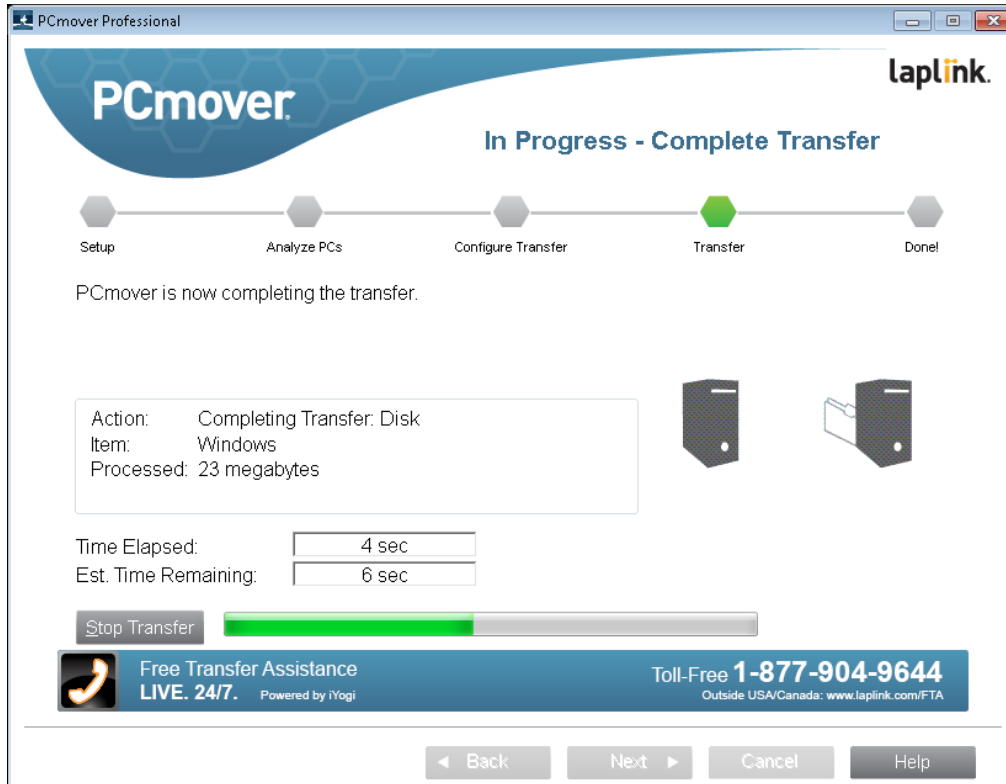 PCmover Professional
laplink.
PCmover.
In Progress - Complete Transfer
Setup Analyze PCs Configure Transfer Transfer Done!
PCmover is now completing the transfer.
Action: Completing Transfer: Disk
Item: Windows
Processed: 23 megabytes
Time Elapsed: 4 sec
Est. Time Remaining: 6 sec
Stop Transfer
Free Transfer Assistance
LIVE. 24/7. Powered by iYogi
Toll-Free 1-877-904-9644
Outside USA/Canada: www.laplink.com/FTA
Back Next Cancel Help